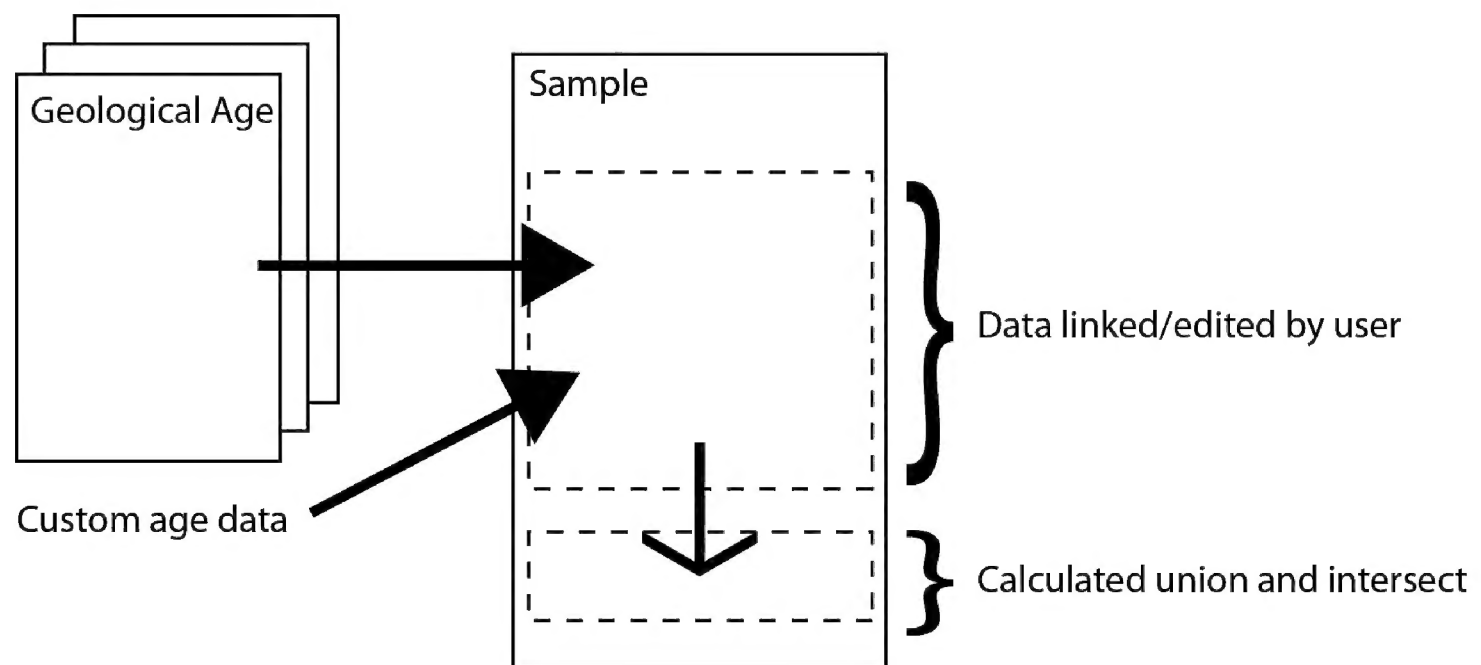 Geological Age
Sample
Data linked/edited by user
Custom age data
Calculated union and intersect